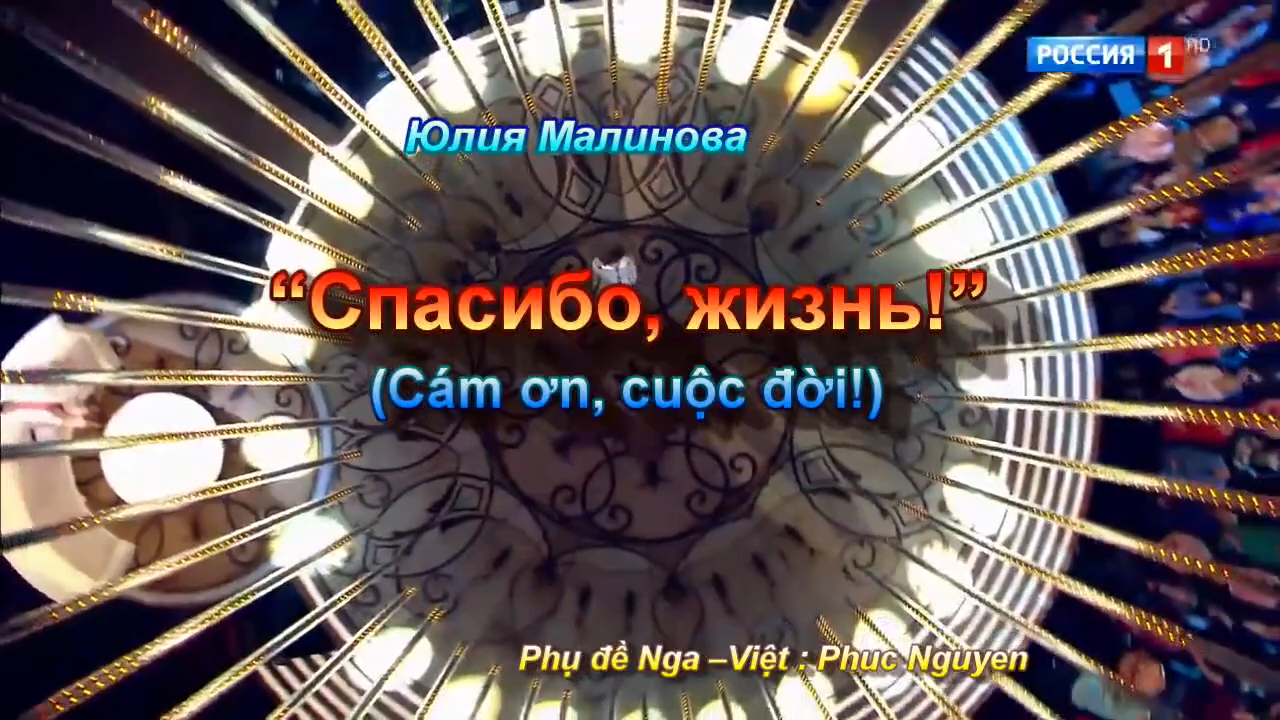 РОССИЯ 1 HD
Юлия Малинова
“Спасибо, жизнь!”
(Cám ơn, cuộc đời!)
Phụ đề Nga –Việt : Phuc Nguyen